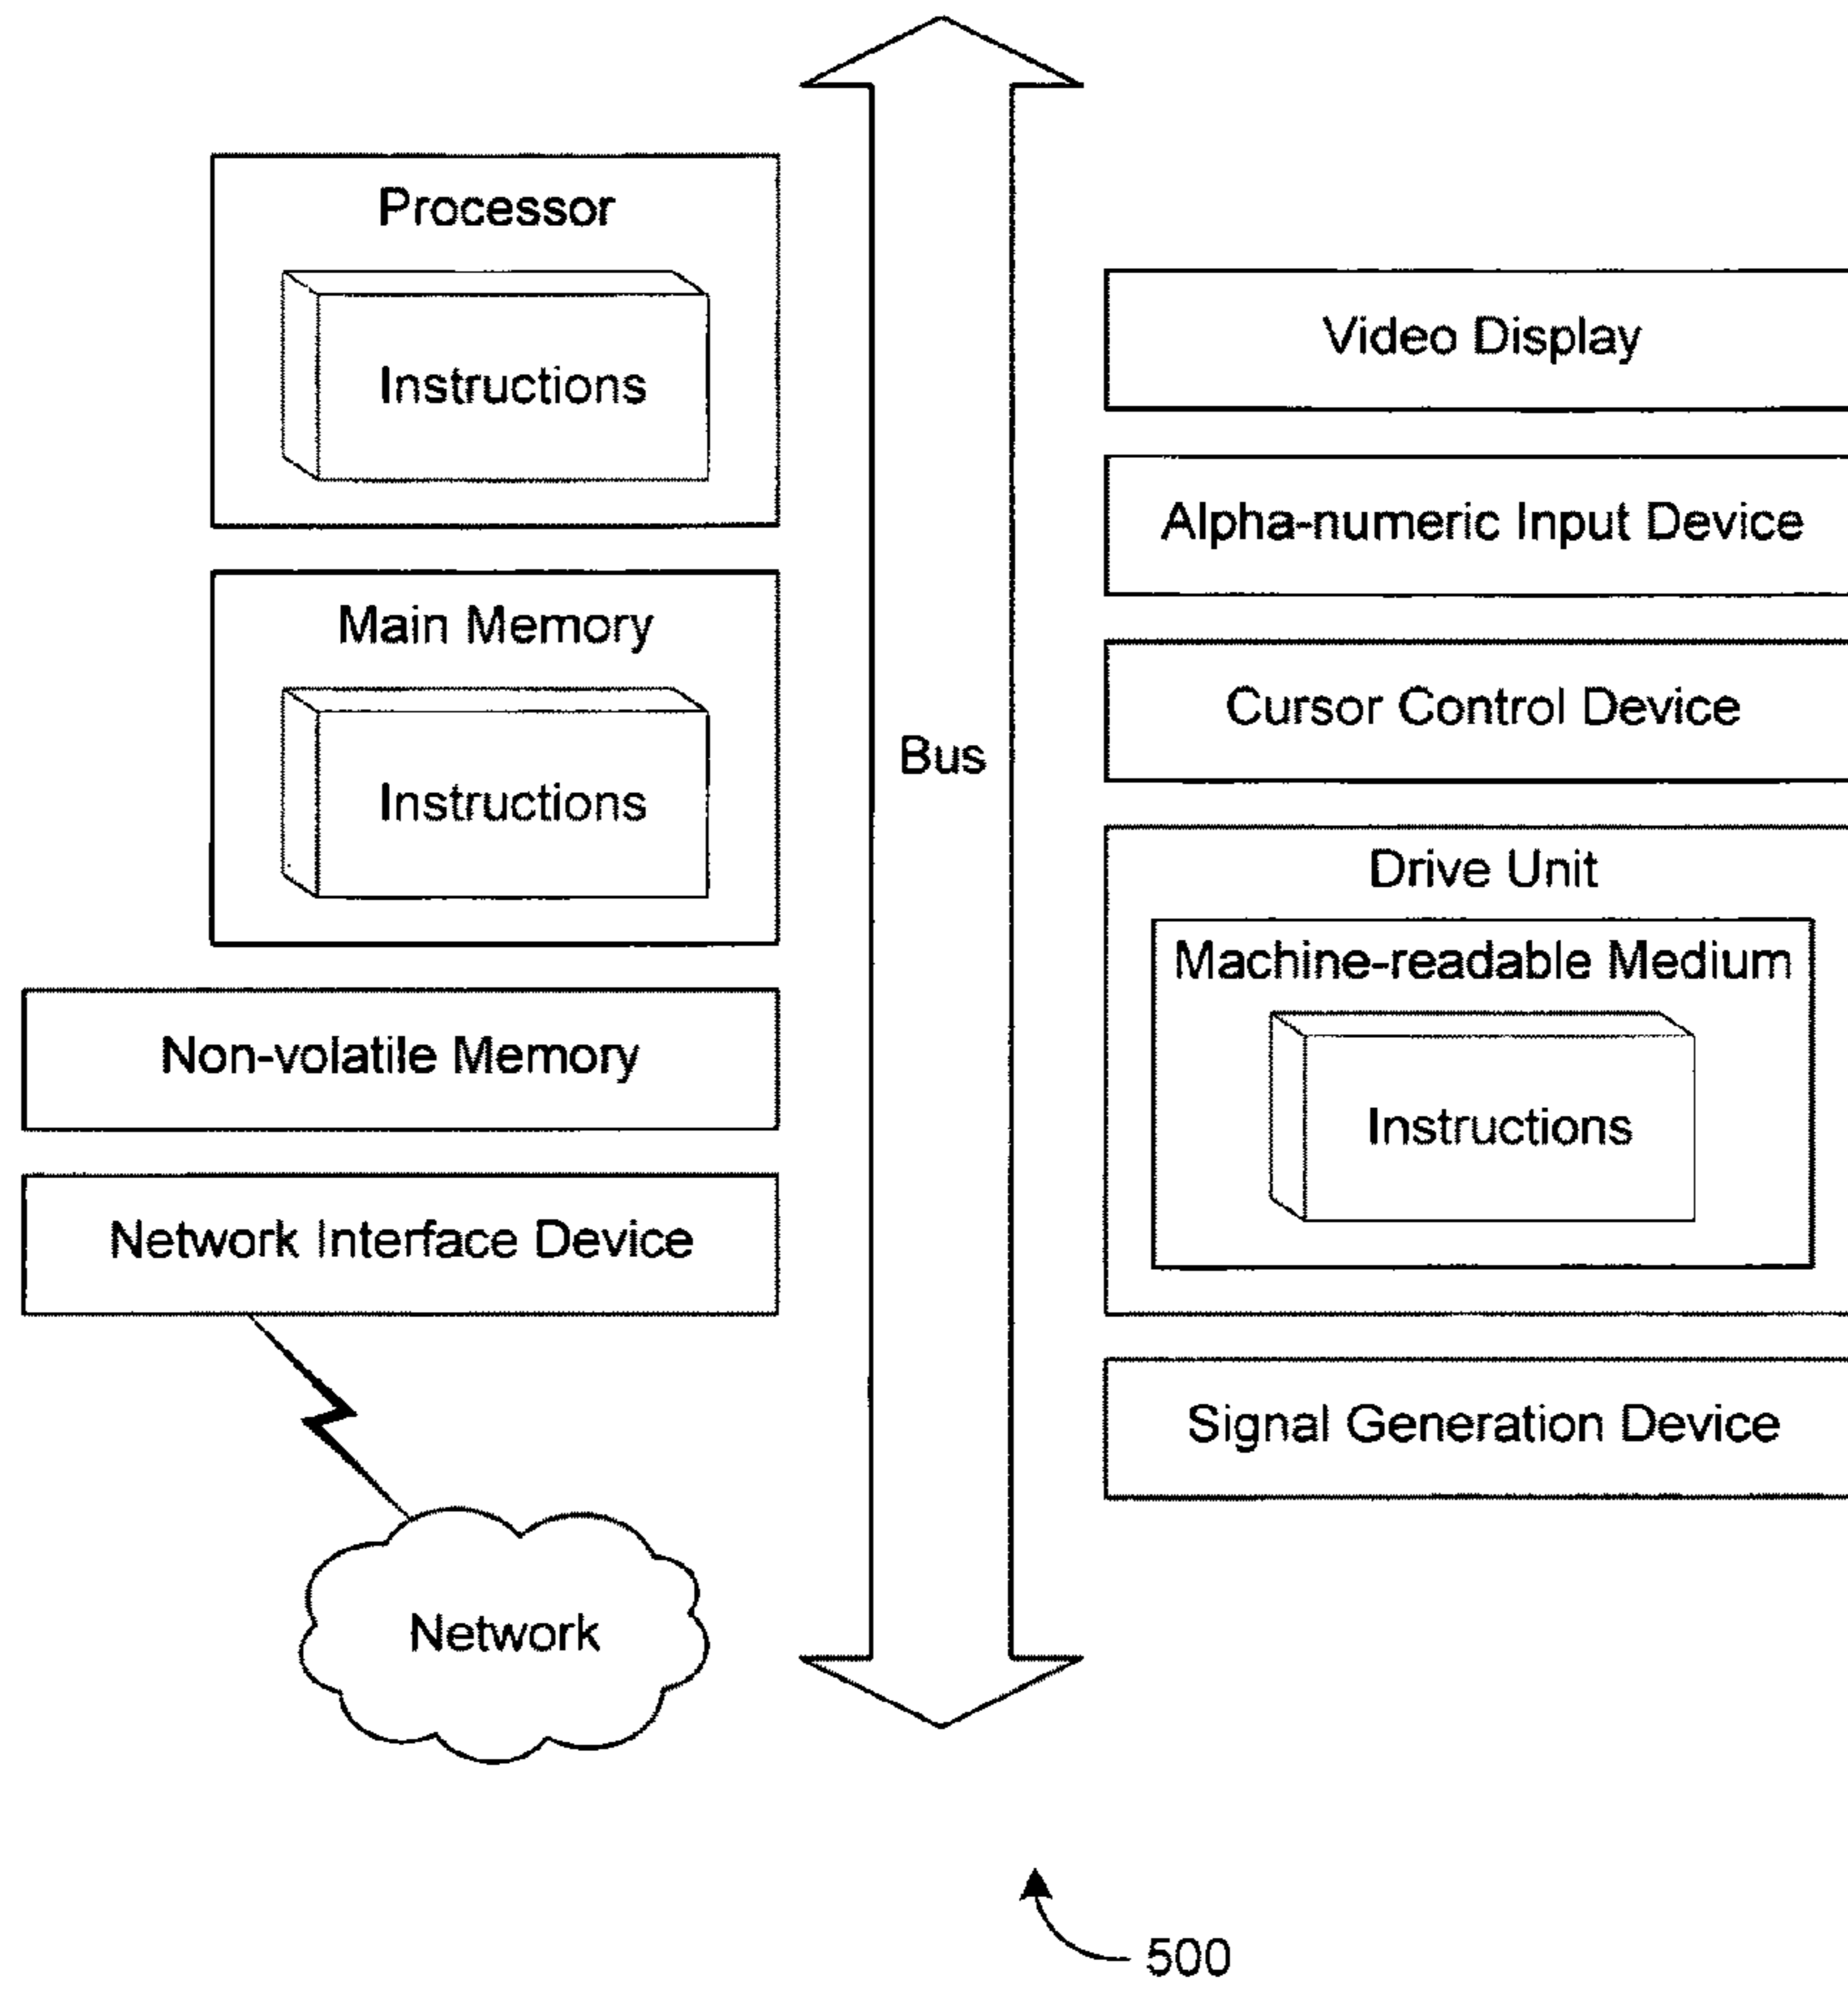 Processor
Instructions
Main Memory
Instructions
Non-volatile Memory
Network Interface Device
Network
Bus
Video Display
Alpha-numeric Input Device
Cursor Control Device
Drive Unit
Machine-readable Medium
Instructions
Signal Generation Device
500